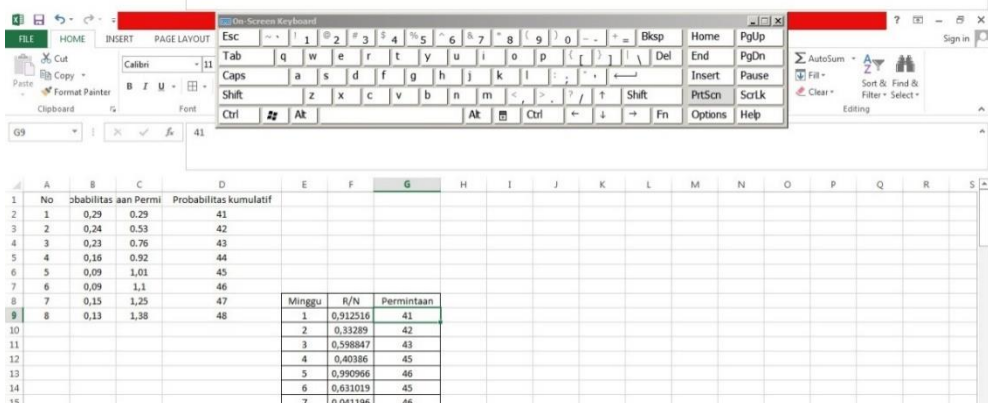 On-Screen Keyboard
FILE HOME INSERT PAGE LAYOUT
Sign in
Esc ~ ` ! 1 @ 2 # 3 $ 4 % 5 ^ 6 & 7 * 8 ( 9 ) 0 _ - + = Bksp Home PgUp
Tab q w e r t y u i o p { [ } ] | \ Del End PgDn
Caps a s d f g h j k l : ; " ' Insert Pause
Shift z x c v b n m < , > . ? / ↑ Shift PrtScn ScrLk
Ctrl Alt Alt Ctrl ← ↓ → Fn Options Help
Paste
Cut
Copy
Format Painter
Clipboard
Calibri 11
B I U
Font
AutoSum
Fill
Clear
Sort & Filter
Find & Select
Editing
G9 fx 41
A B C D E F G H I J K L M N O P Q R S
1 No obabilitas aan Permi Probabilitas kumulatif
2 1 0,29 0.29 41
3 2 0,24 0.53 42
4 3 0,23 0.76 43
5 4 0,16 0.92 44
6 5 0,09 1,01 45
7 6 0,09 1,1 46
8 7 0,15 1,25 47 Minggu R/N Permintaan
9 8 0,13 1,38 48 1 0,912516 41
10 2 0,33289 42
11 3 0,598847 43
12 4 0,40386 45
13 5 0,990966 46
14 6 0,631019 45
15 7 0,041196 46